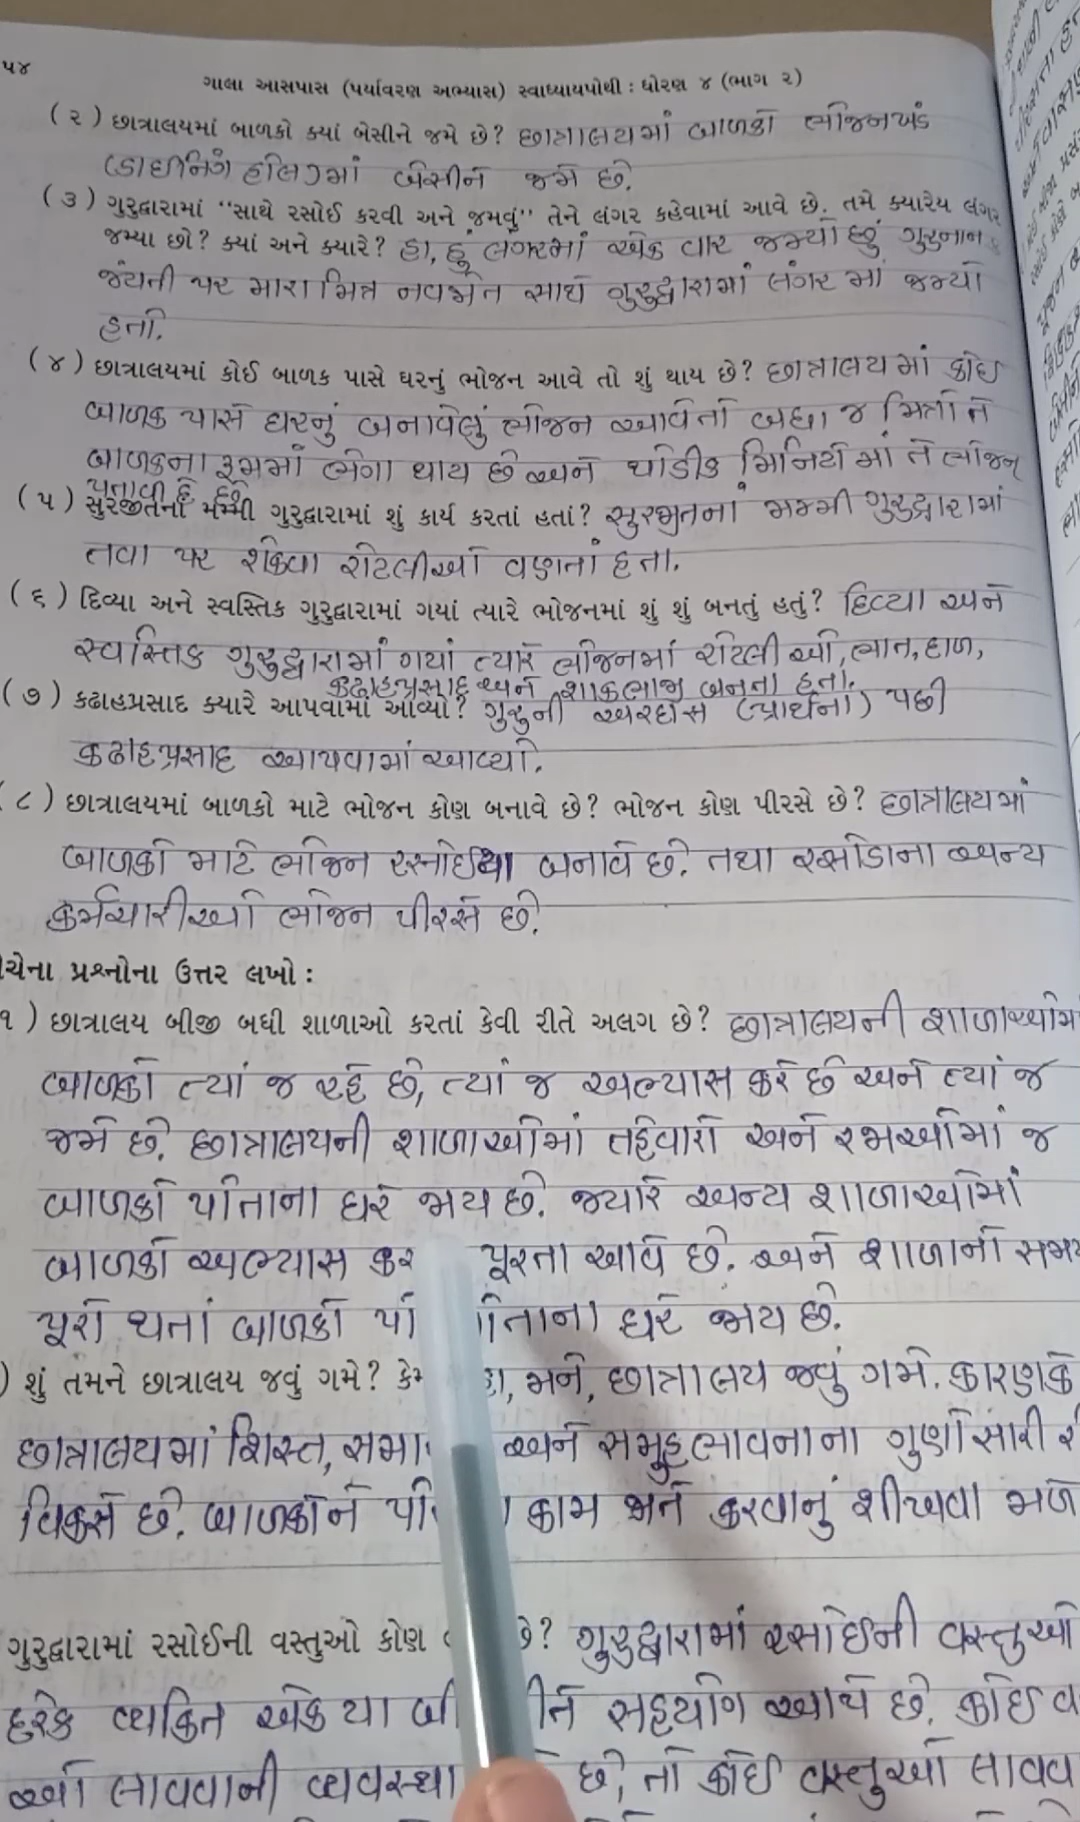 ૫૪
ગાલા આસપાસ (પર્યાવરણ અભ્યાસ) સ્વાધ્યાયપોથી : ધોરણ ૪ (ભાગ ૨)
(૨) છાત્રાલયમાં બાળકો ક્યાં બેસીને જમે છે? છાત્રાલયમાં બાળકો ભોજનખંડ
(ડાઈનિંગ હૉલ)માં બેસીને જમે છે.
(૩) ગુરુદ્વારામાં "સાથે રસોઈ કરવી અને જમવું" તેને લંગર કહેવામાં આવે છે. તમે ક્યારેય લંગર
જમ્યા છો? ક્યાં અને ક્યારે? હા, હું લંગરમાં એક વાર જમ્યો છું ગુરુનાનક
જંયતી પર મારા મિત્ર નવજીત સાથે ગુરુદ્વારામાં લંગર માં જમ્યો
હતો.
(૪) છાત્રાલયમાં કોઈ બાળક પાસે ઘરનું ભોજન આવે તો શું થાય છે? છાત્રાલયમાં કોઈ
બાળક પાસે ઘરનું બનાવેલું ભોજન આવેતો બધા જ મિત્રો તે
બાળકના રૂમમાં ભેગા થાય છે અને થોડીક મિનિટોમાં તે ભોજન
પતાવી દે છે.
(૫) સુરજીતનાં મમ્મી ગુરુદ્વારામાં શું કાર્ય કરતાં હતાં? સુરજીતનાં મમ્મી ગુરુદ્વારામાં
તવા પર શેકેલા રોટલીઓ વણતાં હતા.
(૬) દિવ્યા અને સ્વસ્તિક ગુરુદ્વારામાં ગયાં ત્યારે ભોજનમાં શું શું બનતું હતું? દિવ્યા અને
સ્વસ્તિક ગુરુદ્વારામાં ગયાં ત્યારે ભોજનમાં રોટલીઓ, ભાત, દાળ,
કઢાહપ્રસાદ અને શાકભાજી બનતા હતા.
(૭) કઢાહપ્રસાદ ક્યારે આપવામાં આવ્યો? ગુરુની અરદાસ (પ્રાર્થના) પછી
કઢાહપ્રસાદ આપવામાં આવ્યો.
(૮) છાત્રાલયમાં બાળકો માટે ભોજન કોણ બનાવે છે? ભોજન કોણ પીરસે છે? છાત્રાલયમાં
બાળકો માટે ભોજન રસોઈયા બનાવે છે. તથા રસોડાના અન્ય
કર્મચારીઓ ભોજન પીરસે છે.
ચેના પ્રશ્નોના ઉત્તર લખો :
૧) છાત્રાલય બીજી બધી શાળાઓ કરતાં કેવી રીતે અલગ છે? છાત્રાલયની
બાળકો ત્યાં જ રહે છે, ત્યાં જ અભ્યાસ કરે છે અને ત્યાં જ
જમે છે. છાત્રાલયની શાળાઓમાં તહેવારો અને રજાઓમાં જ
બાળકો પોતાના ઘરે જાય છે. જ્યારે અન્ય શાળાઓમાં
બાળકો અભ્યાસ પૂરતા આવે છે. અને શાળાનો
પૂરો થતાં બાળકો ઘરે જાય છે.
) શું તમને છાત્રાલય જવું ગમે? મને, છાત્રાલય જવું ગમે. કારણકે
છાત્રાલયમાં શિસ્ત, અને સમુહભાવનાના ગુણો સારી
વિકસે છે. બાળકોને કામ જાતે કરવાનું શીખવા
ગુરુદ્વારામાં રસોઈની વસ્તુઓ કોણ છે? ગુરુદ્વારામાં રસોઈની વસ્તુઓ
દરેક વ્યકિત એક યા સહયોગ આપે છે. કોઈ
લાવવાની વ્યવસ્થા છે, તો કોઈ વસ્તુઓ